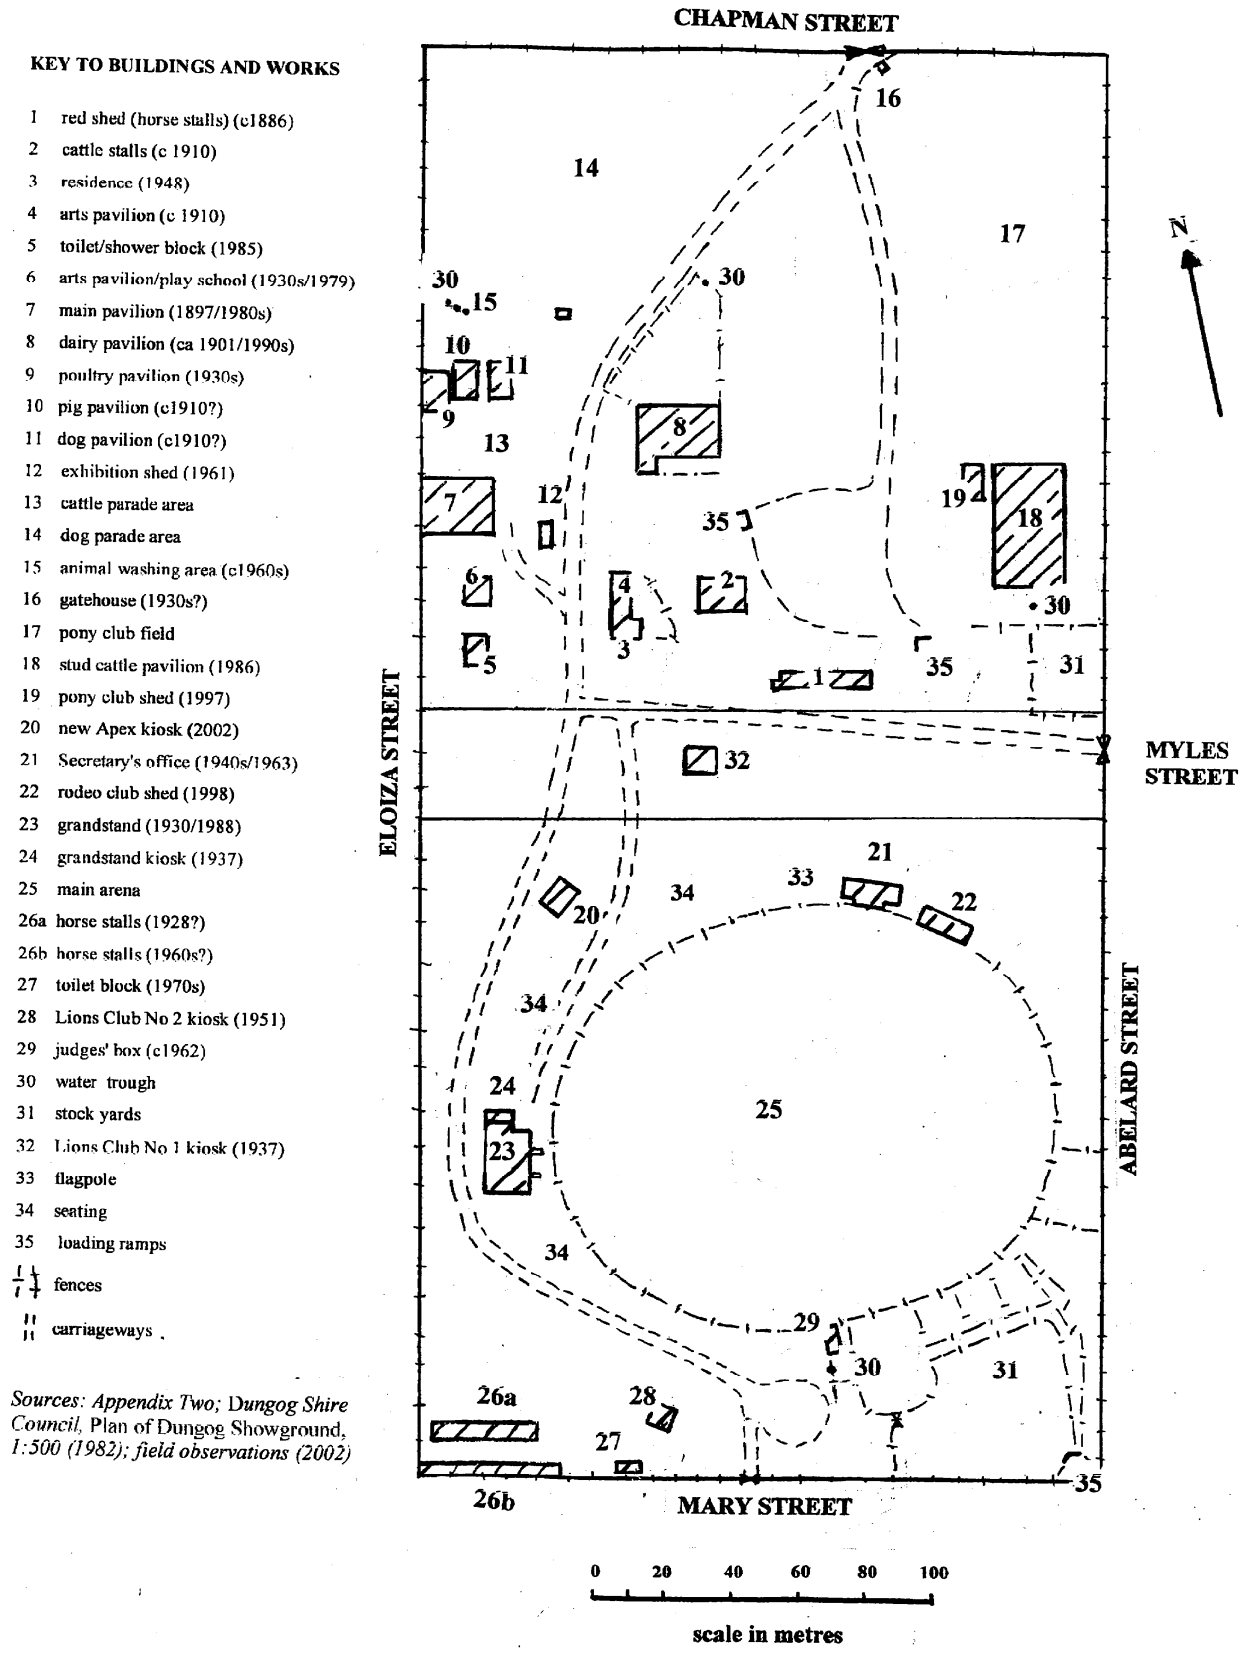 CHAPMAN STREET
KEY TO BUILDINGS AND WORKS
1 red shed (horse stalls) (c1886)
2 cattle stalls (c 1910)
3 residence (1948)
4 arts pavilion (c 1910)
5 toilet/shower block (1985)
6 arts pavilion/play school (1930s/1979)
7 main pavilion (1897/1980s)
8 dairy pavilion (ca 1901/1990s)
9 poultry pavilion (1930s)
10 pig pavilion (c1910?)
11 dog pavilion (c1910?)
12 exhibition shed (1961)
13 cattle parade area
14 dog parade area
15 animal washing area (c1960s)
16 gatehouse (1930s?)
17 pony club field
18 stud cattle pavilion (1986)
19 pony club shed (1997)
20 new Apex kiosk (2002)
21 Secretary's office (1940s/1963)
22 rodeo club shed (1998)
23 grandstand (1930/1988)
24 grandstand kiosk (1937)
25 main arena
26a horse stalls (1928?)
26b horse stalls (1960s?)
27 toilet block (1970s)
28 Lions Club No 2 kiosk (1951)
29 judges' box (c1962)
30 water trough
31 stock yards
32 Lions Club No 1 kiosk (1937)
33 flagpole
34 seating
35 loading ramps
fences
carriageways .
Sources: Appendix Two; Dungog Shire
Council, Plan of Dungog Showground,
1:500 (1982); field observations (2002)
16
14
17
N
30
30
15
10
11
9
8
13
7
12
35
19
18
6
4
2
30
5
3
1
35
31
ELOIZA STREET
32
MYLES
STREET
21
33
34
22
20
34
ABELARD STREET
24
25
23
34
29
30
31
26a
28
27
35
26b
MARY STREET
0 20 40 60 80 100
scale in metres